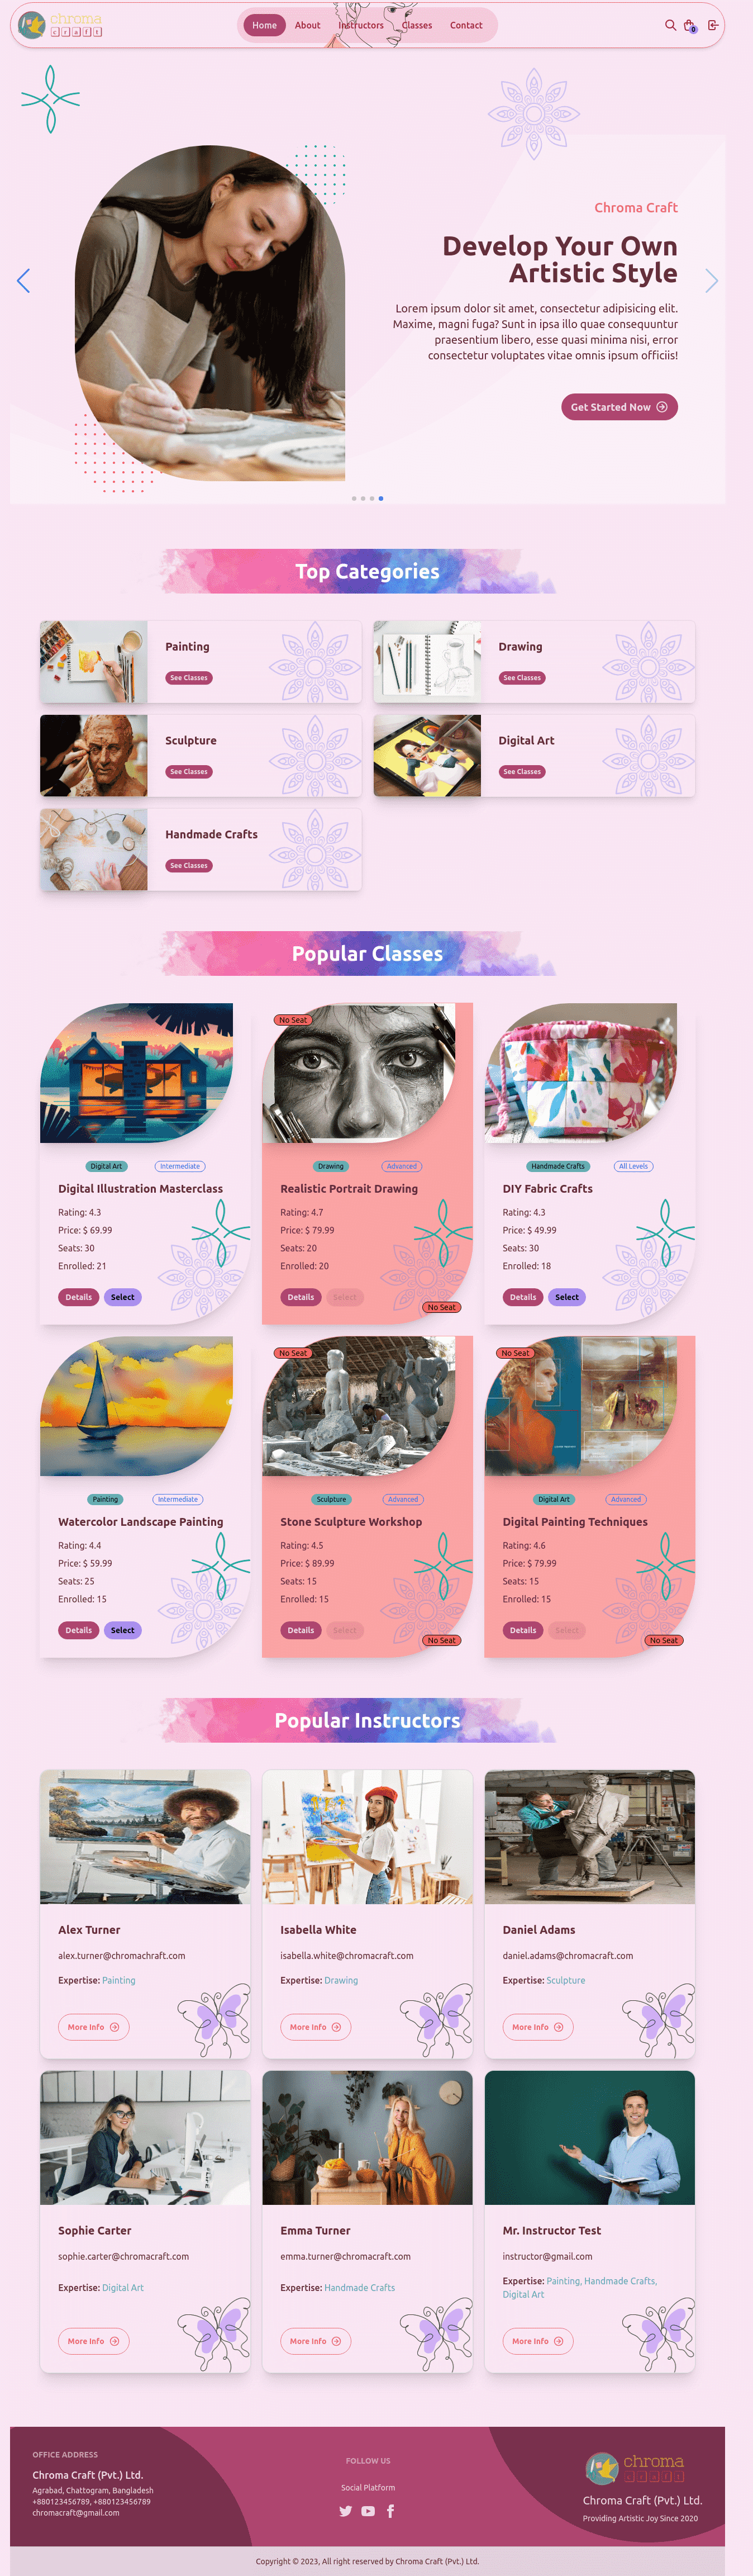 chroma
craft
Home
About
Instructors
Classes
Contact
0
Chroma Craft
Develop Your Own
Artistic Style
Lorem ipsum dolor sit amet, consectetur adipisicing elit.
Maxime, magni fuga? Sunt in ipsa illo quae consequuntur
praesentium libero, esse quasi minima nisi, error
consectetur voluptates vitae omnis ipsum officiis!
Get Started Now
Top Categories
Painting
See Classes
Drawing
See Classes
Sculpture
See Classes
Digital Art
See Classes
Handmade Crafts
See Classes
Popular Classes
Digital Art
Intermediate
Digital Illustration Masterclass
Rating: 4.3
Price: $ 69.99
Seats: 30
Enrolled: 21
Details
Select
No Seat
Drawing
Advanced
Realistic Portrait Drawing
Rating: 4.7
Price: $ 79.99
Seats: 20
Enrolled: 20
Details
Select
No Seat
Handmade Crafts
All Levels
DIY Fabric Crafts
Rating: 4.3
Price: $ 49.99
Seats: 30
Enrolled: 18
Details
Select
Painting
Intermediate
Watercolor Landscape Painting
Rating: 4.4
Price: $ 59.99
Seats: 25
Enrolled: 15
Details
Select
No Seat
Sculpture
Advanced
Stone Sculpture Workshop
Rating: 4.5
Price: $ 89.99
Seats: 15
Enrolled: 15
Details
Select
No Seat
No Seat
Digital Art
Advanced
Digital Painting Techniques
Rating: 4.6
Price: $ 79.99
Seats: 15
Enrolled: 15
Details
Select
No Seat
Popular Instructors
Alex Turner
alex.turner@chromachraft.com
Expertise: Painting
More Info
Isabella White
isabella.white@chromacraft.com
Expertise: Drawing
More Info
Daniel Adams
daniel.adams@chromacraft.com
Expertise: Sculpture
More Info
Sophie Carter
sophie.carter@chromacraft.com
Expertise: Digital Art
More Info
Emma Turner
emma.turner@chromacraft.com
Expertise: Handmade Crafts
More Info
Mr. Instructor Test
instructor@gmail.com
Expertise: Painting, Handmade Crafts,
Digital Art
More Info
OFFICE ADDRESS
Chroma Craft (Pvt.) Ltd.
Agrabad, Chattogram, Bangladesh
+880123456789, +880123456789
chromacraft@gmail.com
FOLLOW US
Social Platform
chroma
craft
Chroma Craft (Pvt.) Ltd.
Providing Artistic Joy Since 2020
Copyright © 2023, All right reserved by Chroma Craft (Pvt.) Ltd.